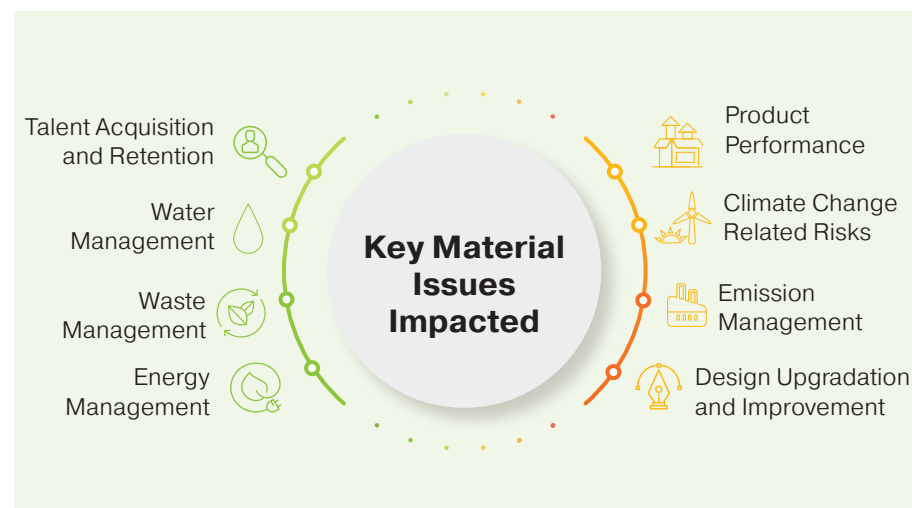 Talent Acquisition
and Retention
Water
Management
Waste
Management
Energy
Management
Key Material
Issues
Impacted
Product
Performance
Climate Change
Related Risks
Emission
Management
Design Upgradation
and Improvement